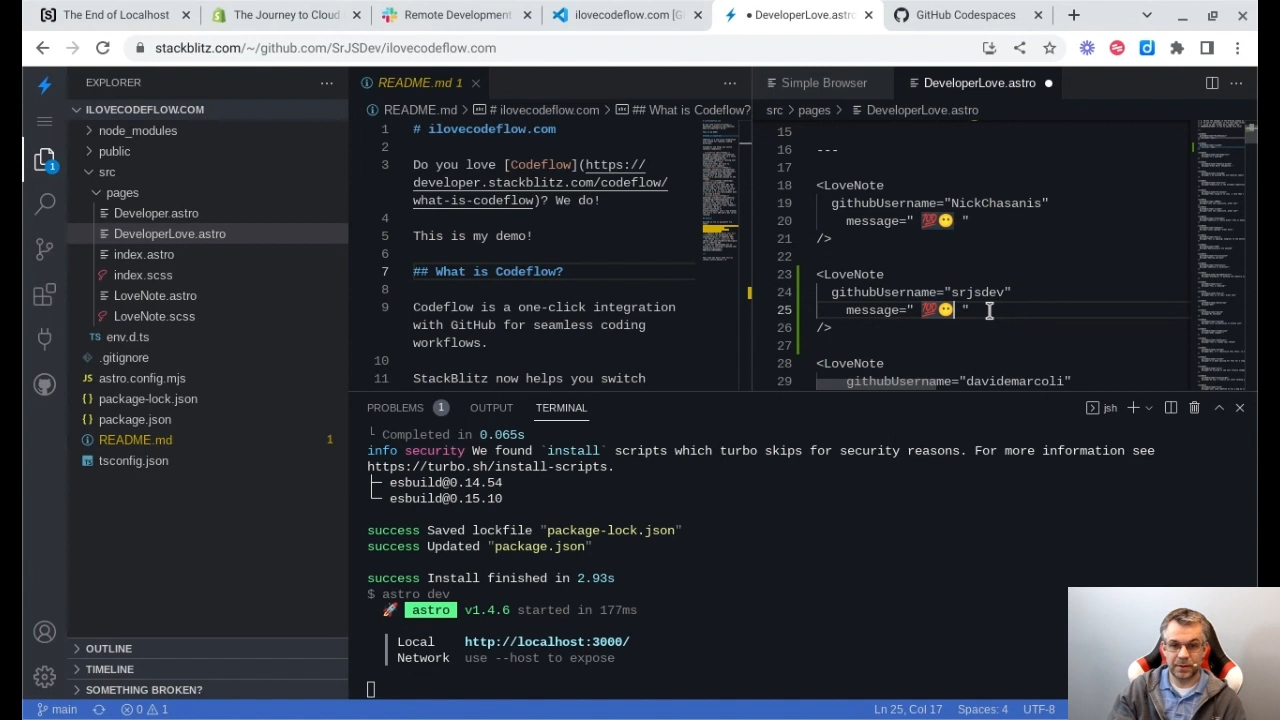 The End of Localhost
The Journey to Cloud
Remote Development
ilovecodeflow.com [G
DeveloperLove.astro
GitHub Codespaces
stackblitz.com/~/github.com/SrJSDev/ilovecodeflow.com
EXPLORER
ILOVECODEFLOW.COM
node_modules
public
src
pages
Developer.astro
DeveloperLove.astro
index.astro
index.scss
LoveNote.astro
LoveNote.scss
env.d.ts
.gitignore
astro.config.mjs
package-lock.json
package.json
README.md 1
tsconfig.json
OUTLINE
TIMELINE
SOMETHING BROKEN?
1
README.md 1
README.md > # ilovecodeflow.com > ## What is Codeflow?
1 # ilovecodeflow.com
2
3 Do you love [Codeflow](https://
developer.stackblitz.com/codeflow/
what-is-codeflow)? We do!
4
5 This is my demo!
6
7 ## What is Codeflow?
8
9 Codeflow is a one-click integration
with GitHub for seamless coding
workflows.
10
11 StackBlitz now helps you switch
Simple Browser
DeveloperLove.astro
src > pages > DeveloperLove.astro
15
16 ---
17
18 <LoveNote
19 githubUsername="NickChasanis"
20 message=" 💯😶 "
21 />
22
23 <LoveNote
24 githubUsername="srjsdev"
25 message=" 💯😶 "
26 />
27
28 <LoveNote
29 githubUsername="davidemarcoli"
PROBLEMS 1 OUTPUT TERMINAL
jsh
└ Completed in 0.065s
info security We found `install` scripts which turbo skips for security reasons. For more information see
https://turbo.sh/install-scripts.
├─ esbuild@0.14.54
└─ esbuild@0.15.10
success Saved lockfile "package-lock.json"
success Updated "package.json"
success Install finished in 2.93s
$ astro dev
🚀 astro v1.4.6 started in 177ms
Local http://localhost:3000/
Network use --host to expose
main
0 1
Ln 25, Col 17
Spaces: 4
UTF-8